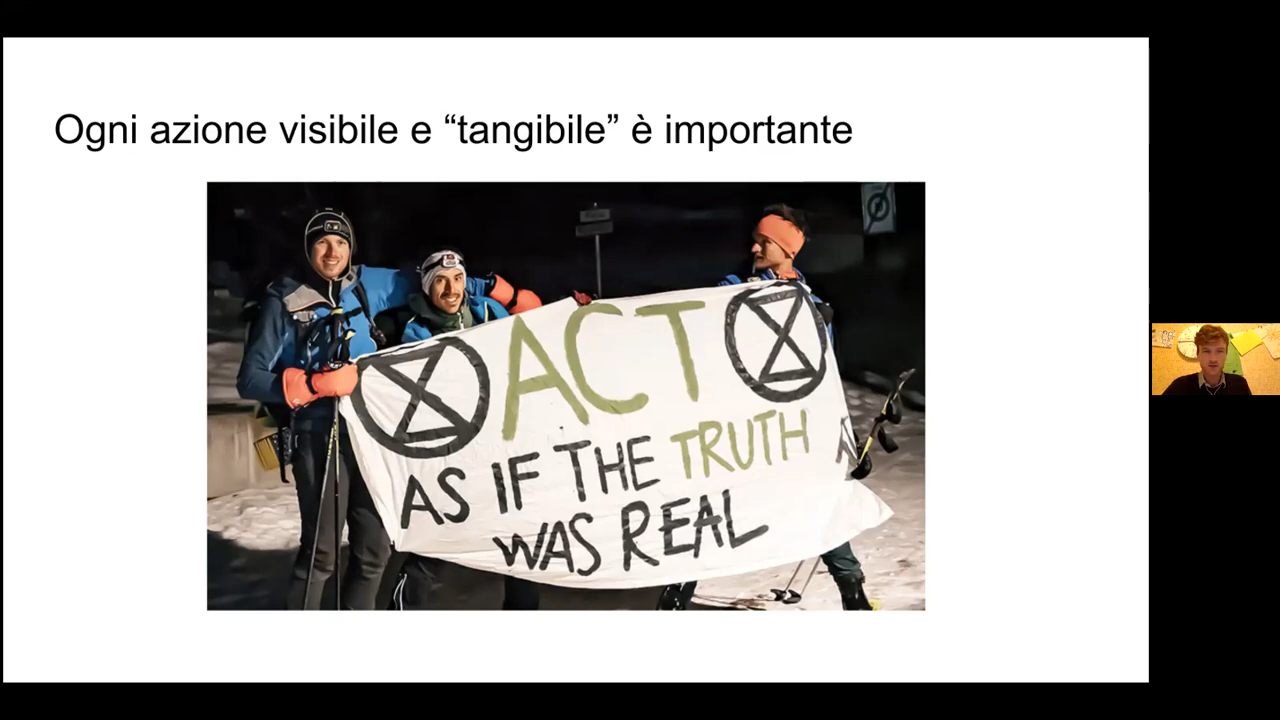 Ogni azione visibile e “tangibile” è importante
ACT
AS IF THE TRUTH
WAS REAL